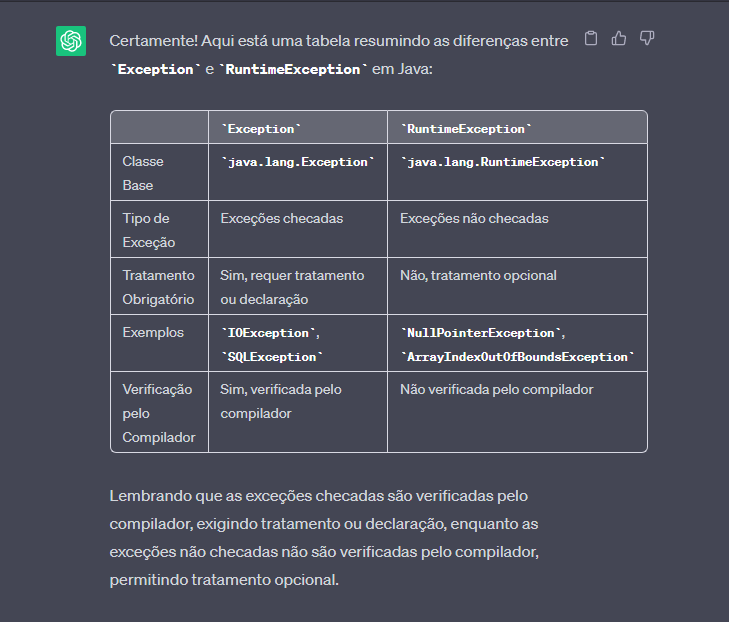 Certamente! Aqui está uma tabela resumindo as diferenças entre
`Exception` e `RuntimeException` em Java:
`Exception` `RuntimeException`
Classe Base `java.lang.Exception` `java.lang.RuntimeException`
Tipo de Exceção Exceções checadas Exceções não checadas
Tratamento Obrigatório Sim, requer tratamento ou declaração Não, tratamento opcional
Exemplos `IOException`, `SQLException` `NullPointerException`, `ArrayIndexOutOfBoundsException`
Verificação pelo Compilador Sim, verificada pelo compilador Não verificada pelo compilador
Lembrando que as exceções checadas são verificadas pelo
compilador, exigindo tratamento ou declaração, enquanto as
exceções não checadas não são verificadas pelo compilador,
permitindo tratamento opcional.